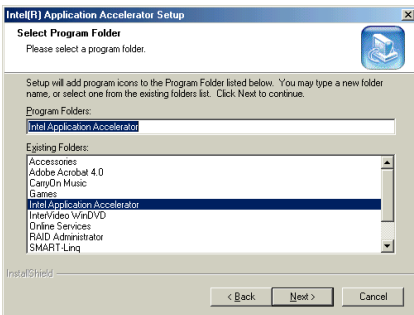 Intel(R) Application Accelerator Setup
Select Program Folder
Please select a program folder.
Setup will add program icons to the Program Folder listed below. You may type a new folder
name, or select one from the existing folders list. Click Next to continue.
Program Folders:
Intel Application Accelerator
Existing Folders:
Accessories
Adobe Acrobat 4.0
CarryOn Music
Games
Intel Application Accelerator
InterVideo WinDVD
Online Services
RAID Administrator
SMART-Linq
InstallShield
< Back
Next >
Cancel